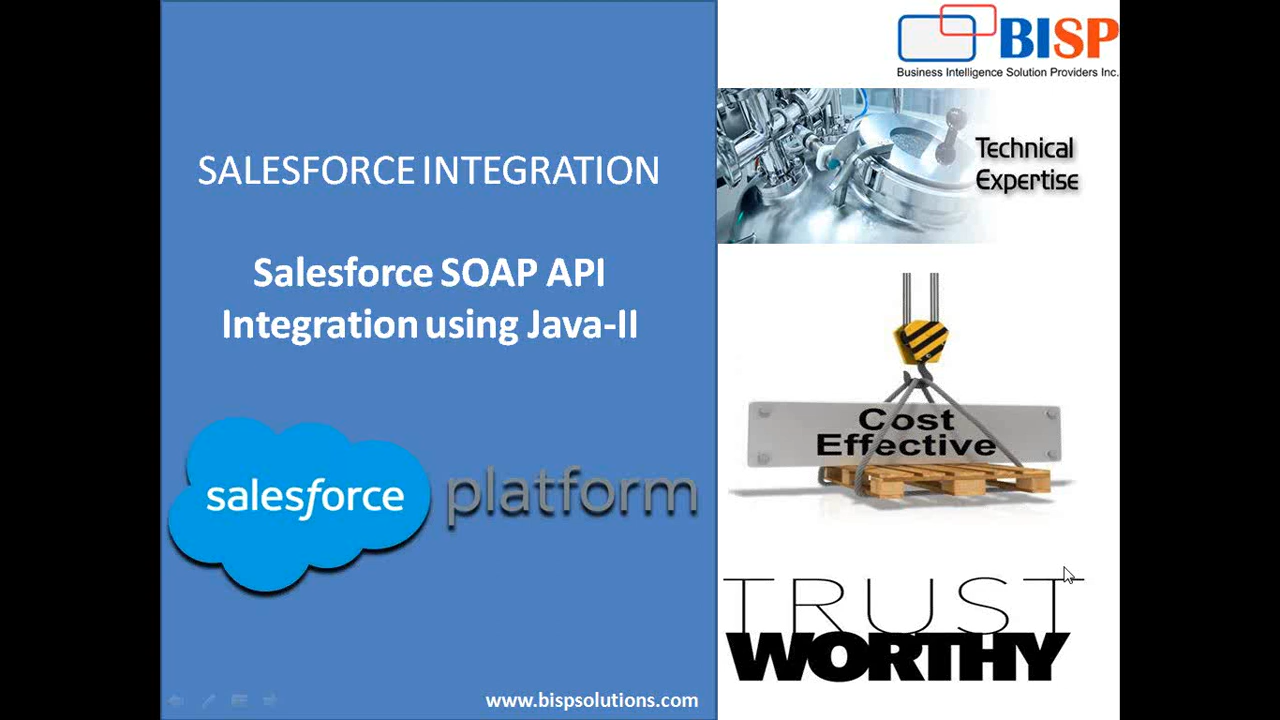 SALESFORCE INTEGRATION
Salesforce SOAP API
Integration using Java-II
salesforce platform
www.bispsolutions.com
BISP
Business Intelligence Solution Providers Inc.
Technical
Expertise
Cost
Effective
TRUST
WORTHY